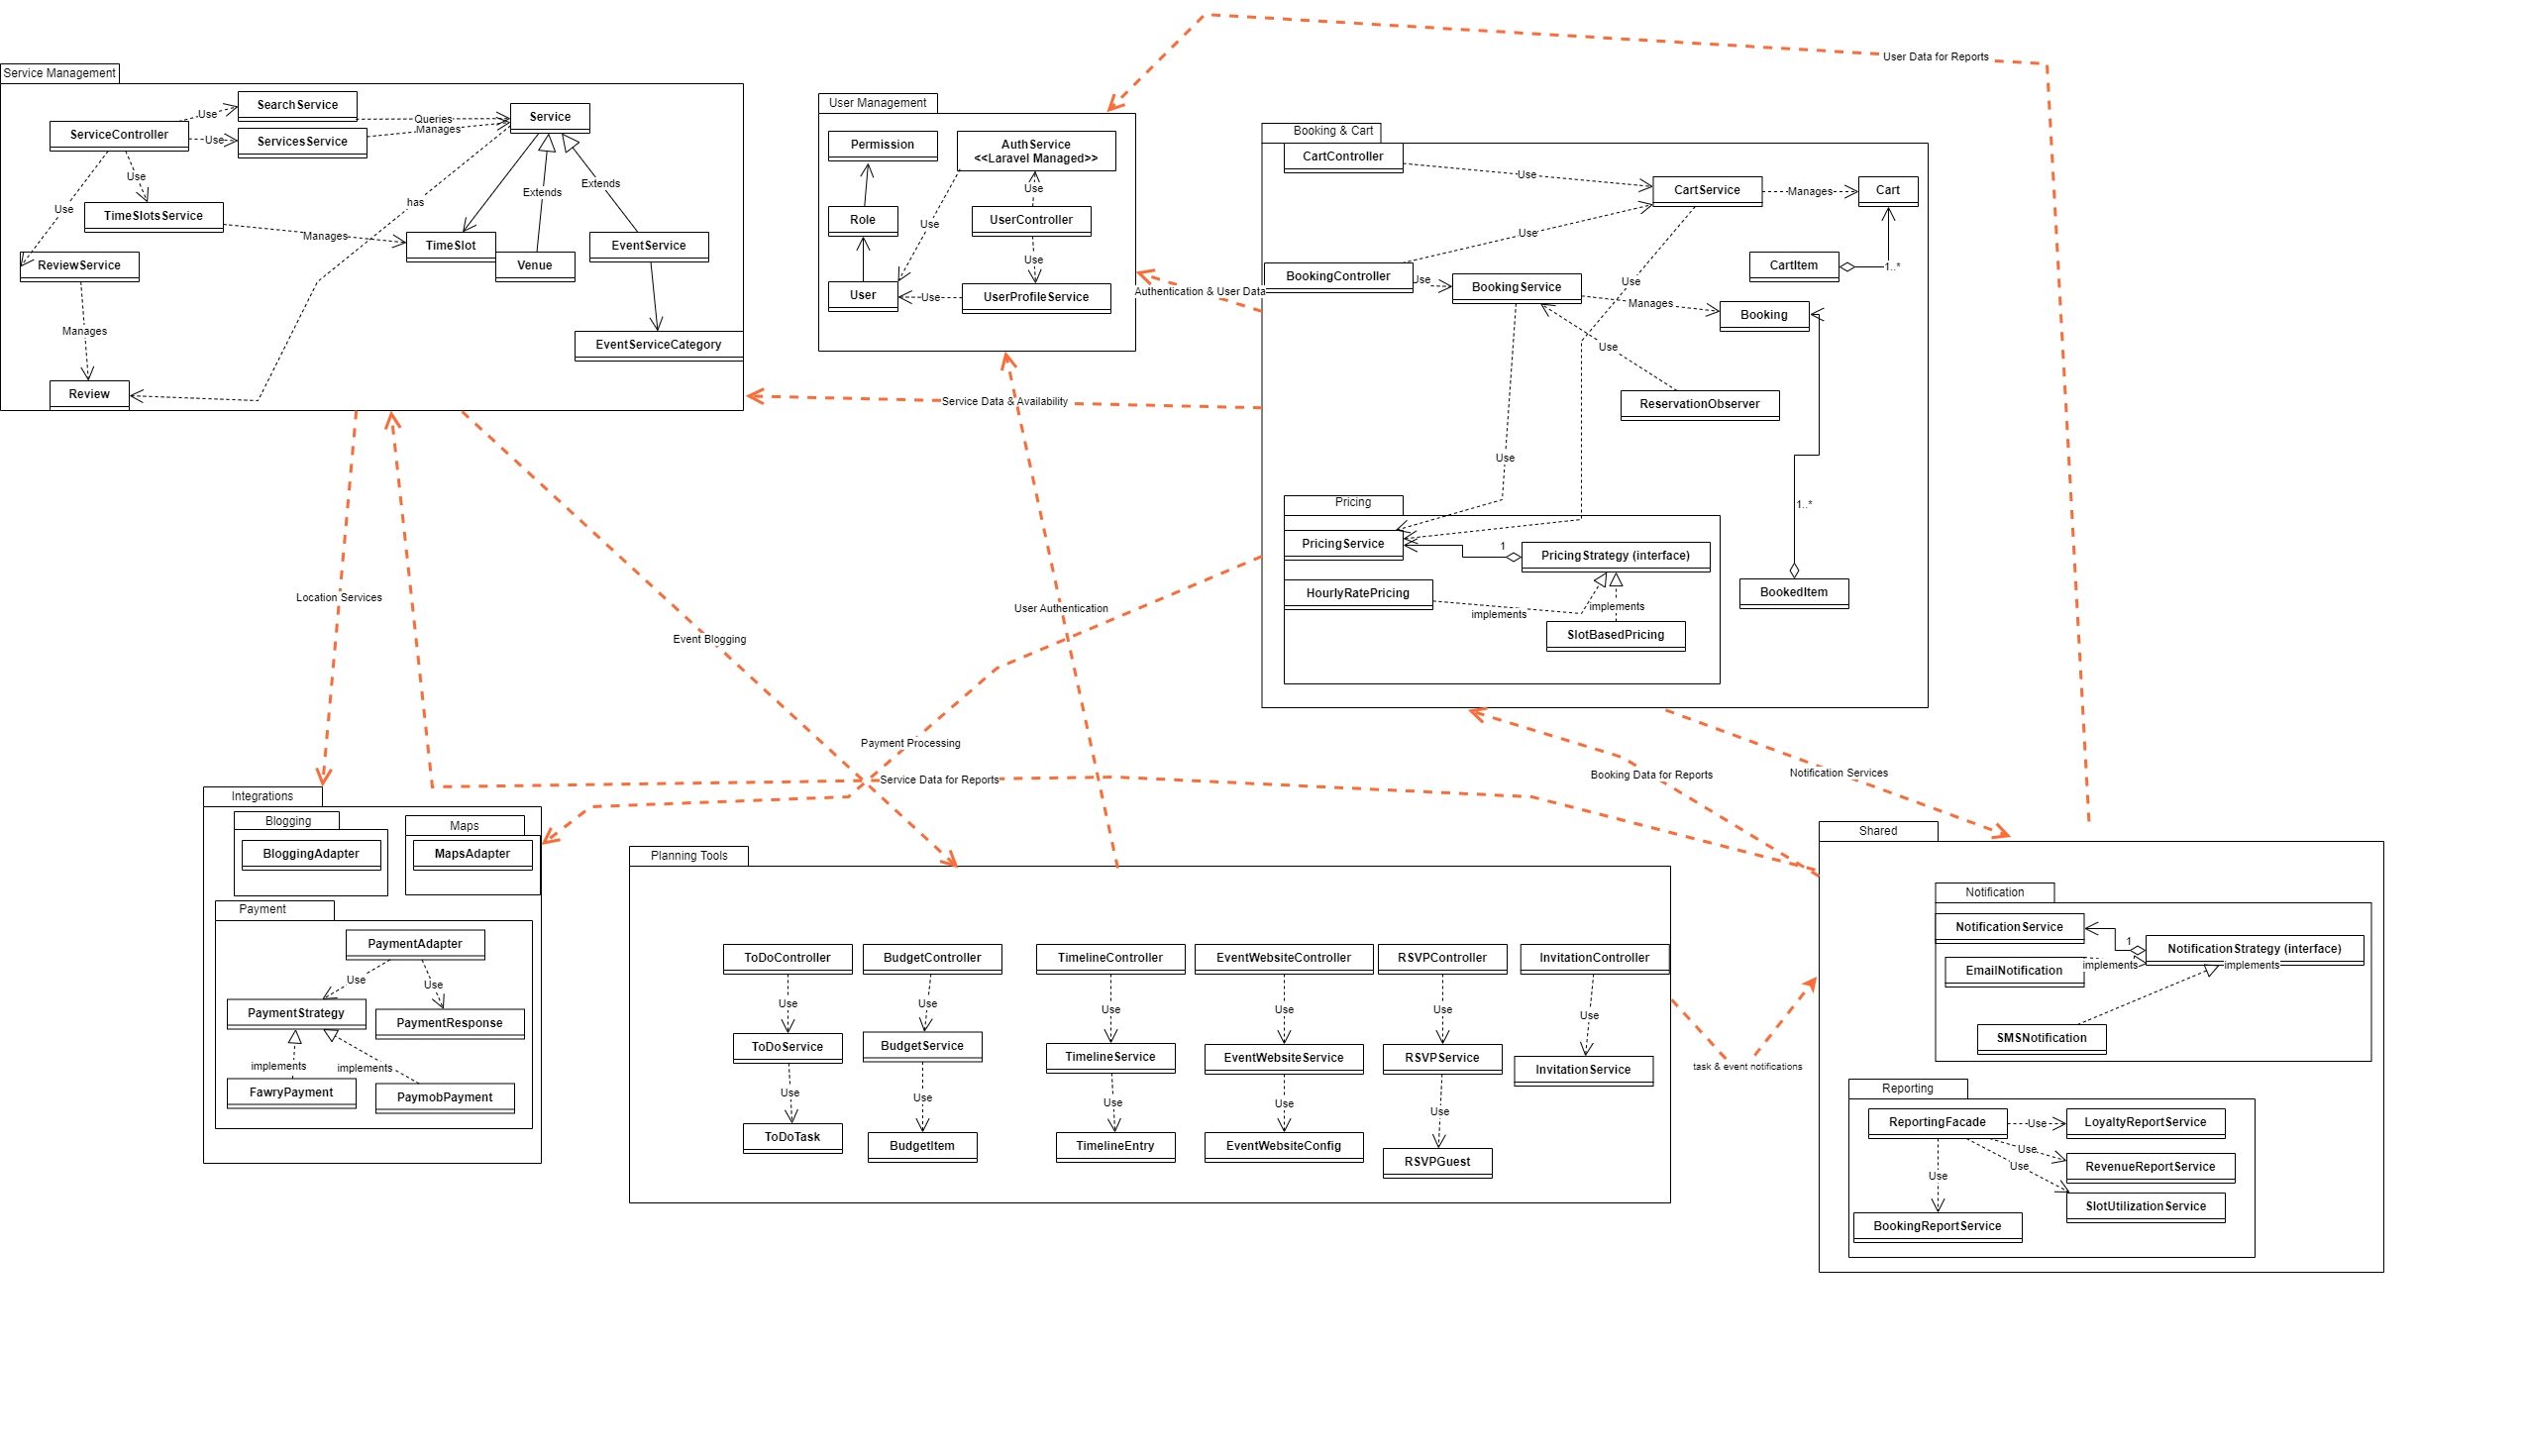 User Data for Reports
Service Management
SearchService
Service
ServiceController
Use
Queries
Manages
Use
ServicesService
Use
Extends
Extends
Use
has
TimeSlotsService
Manages
TimeSlot
EventService
ReviewService
Venue
Manages
EventServiceCategory
Review
User Management
Permission
AuthService
<<Laravel Managed>>
Use
Role
UserController
Use
Use
User
Use
UserProfileService
Authentication & User Data
Service Data & Availability
Booking & Cart
CartController
Use
CartService
Manages
Cart
Use
CartItem
1..*
BookingController
Use
BookingService
Use
Manages
Booking
Use
ReservationObserver
Use
1..*
Pricing
PricingService
1
PricingStrategy (interface)
HourlyRatePricing
implements
implements
SlotBasedPricing
BookedItem
Location Services
Event Blogging
User Authentication
Payment Processing
Service Data for Reports
Booking Data for Reports
Notification Services
Integrations
Blogging
BloggingAdapter
Maps
MapsAdapter
Payment
PaymentAdapter
Use
Use
PaymentStrategy
PaymentResponse
implements
implements
FawryPayment
PaymobPayment
Planning Tools
ToDoController
BudgetController
TimelineController
EventWebsiteController
RSVPController
InvitationController
Use
Use
Use
Use
Use
Use
ToDoService
BudgetService
TimelineService
EventWebsiteService
RSVPService
InvitationService
Use
Use
Use
Use
Use
ToDoTask
BudgetItem
TimelineEntry
EventWebsiteConfig
RSVPGuest
task & event notifications
Shared
Notification
NotificationService
1
NotificationStrategy (interface)
EmailNotification
implements
implements
SMSNotification
Reporting
ReportingFacade
Use
LoyaltyReportService
Use
Use
RevenueReportService
Use
SlotUtilizationService
BookingReportService